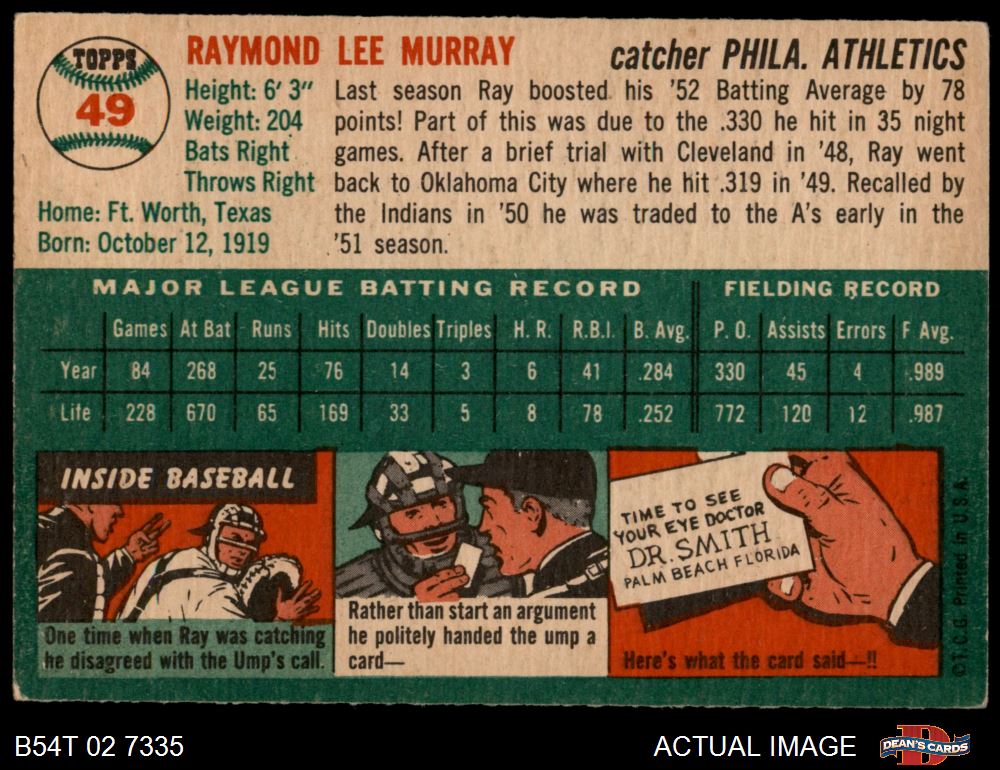 TOPPS
49
RAYMOND LEE MURRAY
catcher PHILA. ATHLETICS
Height: 6' 3"
Weight: 204
Bats Right
Throws Right
Home: Ft. Worth, Texas
Born: October 12, 1919
Last season Ray boosted his '52 Batting Average by 78
points! Part of this was due to the .330 he hit in 35 night
games. After a brief trial with Cleveland in '48, Ray went
back to Oklahoma City where he hit .319 in '49. Recalled by
the Indians in '50 he was traded to the A's early in the
'51 season.
MAJOR LEAGUE BATTING RECORD FIELDING RECORD
Games At Bat Runs Hits Doubles Triples H. R. R.B.I. B. Avg. P. O. Assists Errors F Avg.
Year 84 268 25 76 14 3 6 41 .284 330 45 4 .989
Life 228 670 65 169 33 5 8 78 .252 772 120 12 .987
INSIDE BASEBALL
One time when Ray was catching
he disagreed with the Ump's call.
Rather than start an argument
he politely handed the ump a
card—
TIME TO SEE
YOUR EYE DOCTOR
DR. SMITH
PALM BEACH FLORIDA
Here's what the card said—!!
© T.C.G. Printed in U.S.A.
B54T 02 7335
ACTUAL IMAGE
D
DEAN'S CARDS